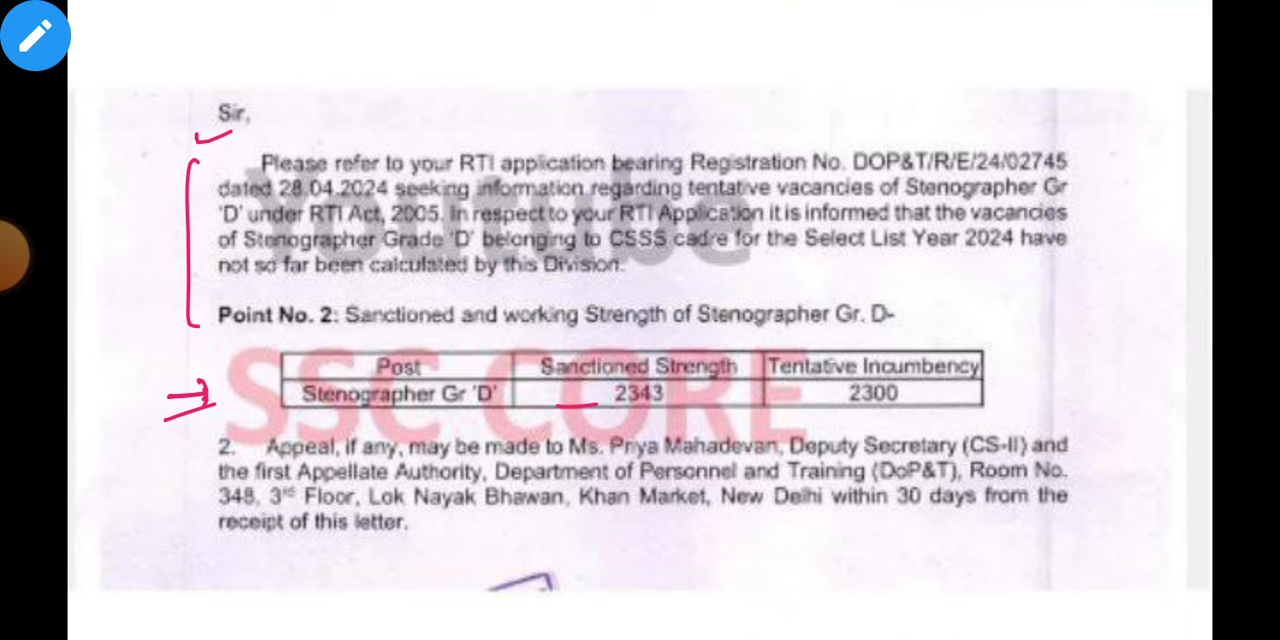 Sir,
Please refer to your RTI application bearing Registration No. DOP&T/R/E/24/02745
dated 28.04.2024 seeking information regarding tentative vacancies of Stenographer Gr
'D' under RTI Act, 2005. In respect to your RTI Application it is informed that the vacancies
of Stenographer Grade 'D' belonging to CSSS cadre for the Select List Year 2024 have
not so far been calculated by this Division.
Youtube
Point No. 2: Sanctioned and working Strength of Stenographer Gr. D-
SSC CORE
Post Sanctioned Strength Tentative Incumbency
Stenographer Gr 'D' 2343 2300
2. Appeal, if any, may be made to Ms. Priya Mahadevan, Deputy Secretary (CS-II) and
the first Appellate Authority, Department of Personnel and Training (DoP&T), Room No.
348, 3rd Floor, Lok Nayak Bhawan, Khan Market, New Delhi within 30 days from the
receipt of this letter.